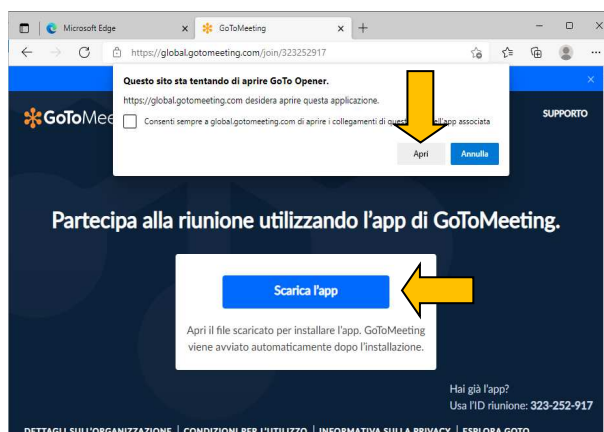 Microsoft Edge
GoToMeeting
https://global.gotomeeting.com/join/323252917
Questo sito sta tentando di aprire GoTo Opener.
https://global.gotomeeting.com desidera aprire questa applicazione.
Consenti sempre a global.gotomeeting.com di aprire i collegamenti di associata
Apri
Annulla
GoToMee
SUPPORTO
Partecipa alla riunione utilizzando l'app di GoToMeeting.
Scarica l'app
Apri il file scaricato per installare l'app. GoToMeeting
viene avviato automaticamente dopo l'installazione.
Hai già l'app?
Usa l'ID riunione: 323-252-917
DETTAGLI SULL'ORGANIZZAZIONE | CONDIZIONI PER L'UTILIZZO | INFORMATIVA SULLA PRIVACY | ESPLORA GOTO